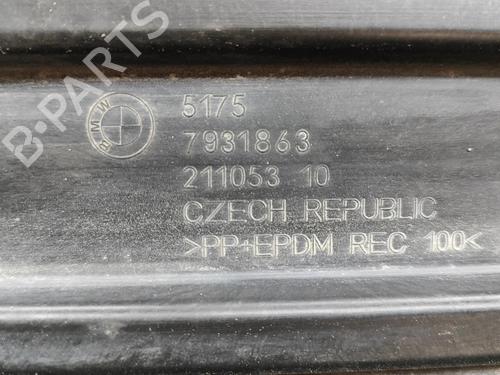 B-PARTS
BMW
5175
7931863
211053 10
CZECH REPUBLIC
>PP+EPDM REC 100<